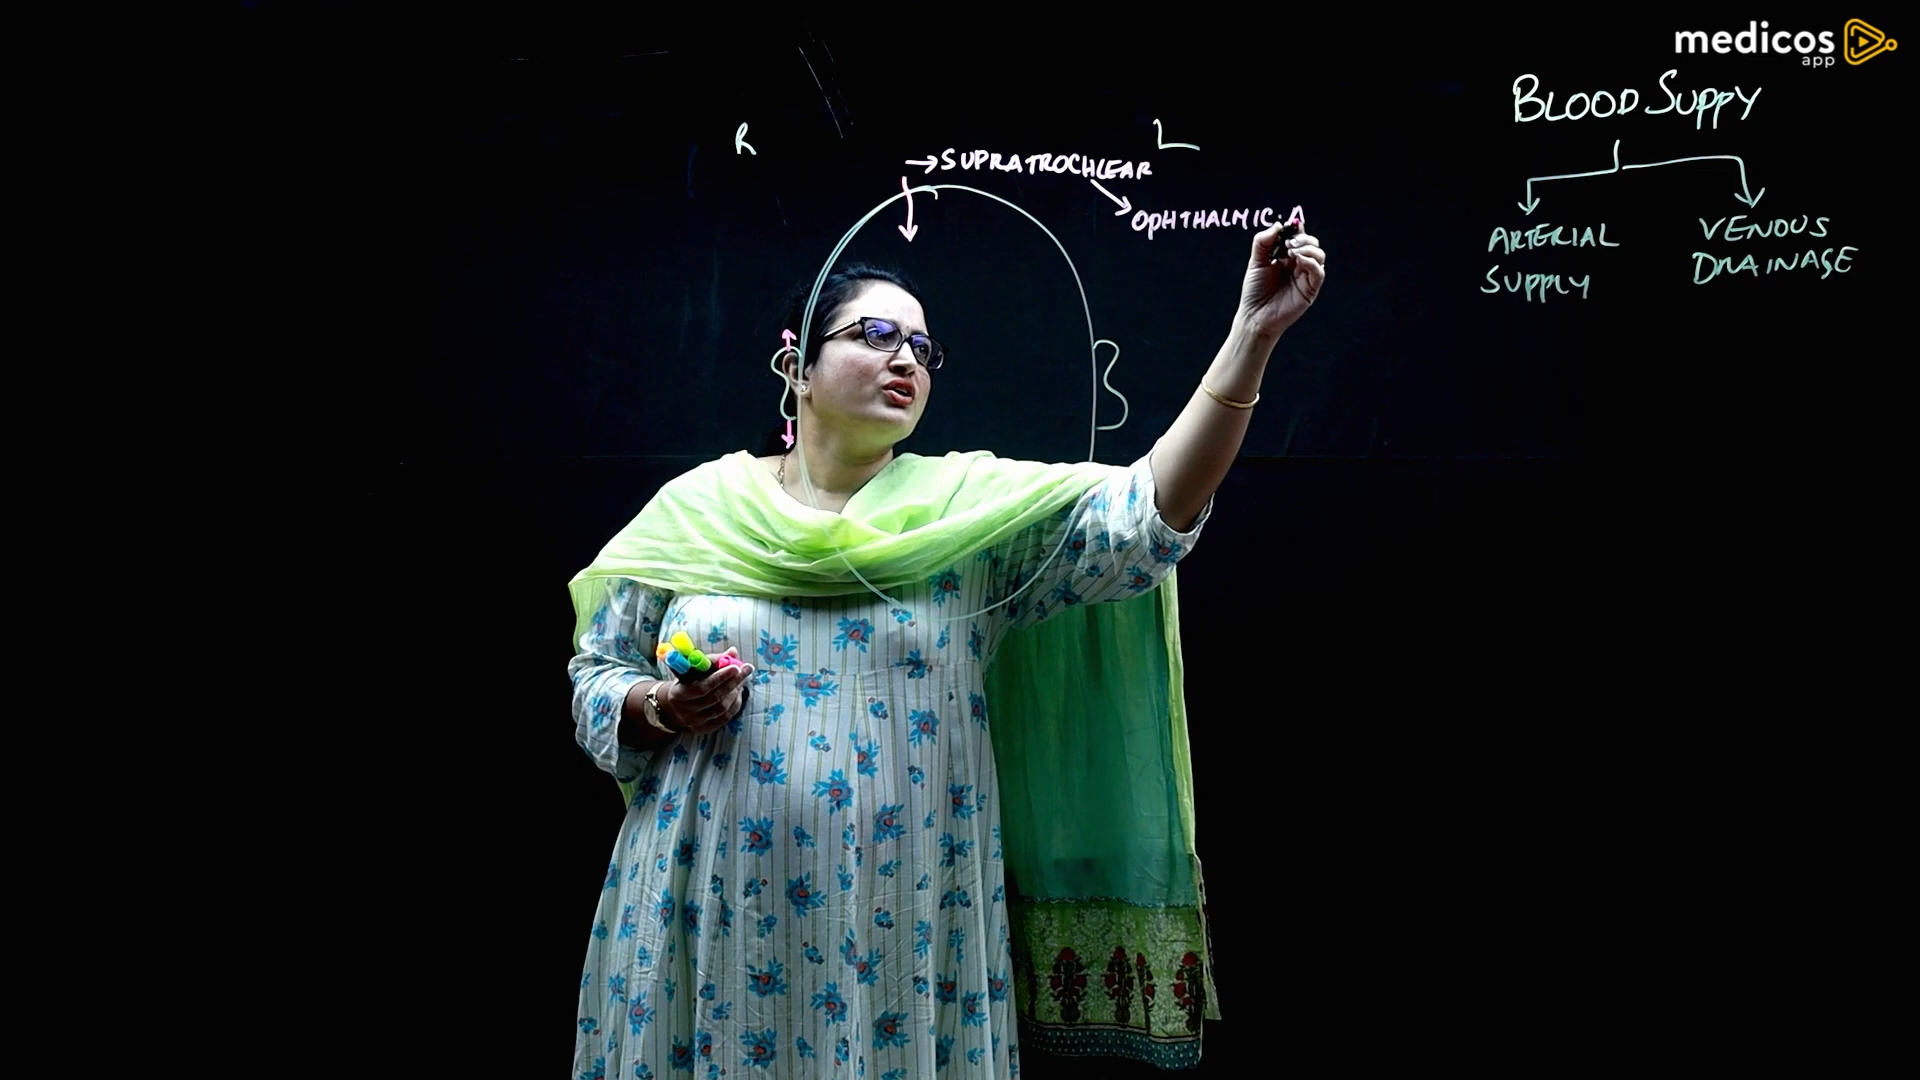 medicos
app
BLOOD SUPPY
R
L
→SUPRATROCHLEAR
OPHTHALMIC.A
ARTERIAL
SUPPLY
VENOUS
DRAINAGE